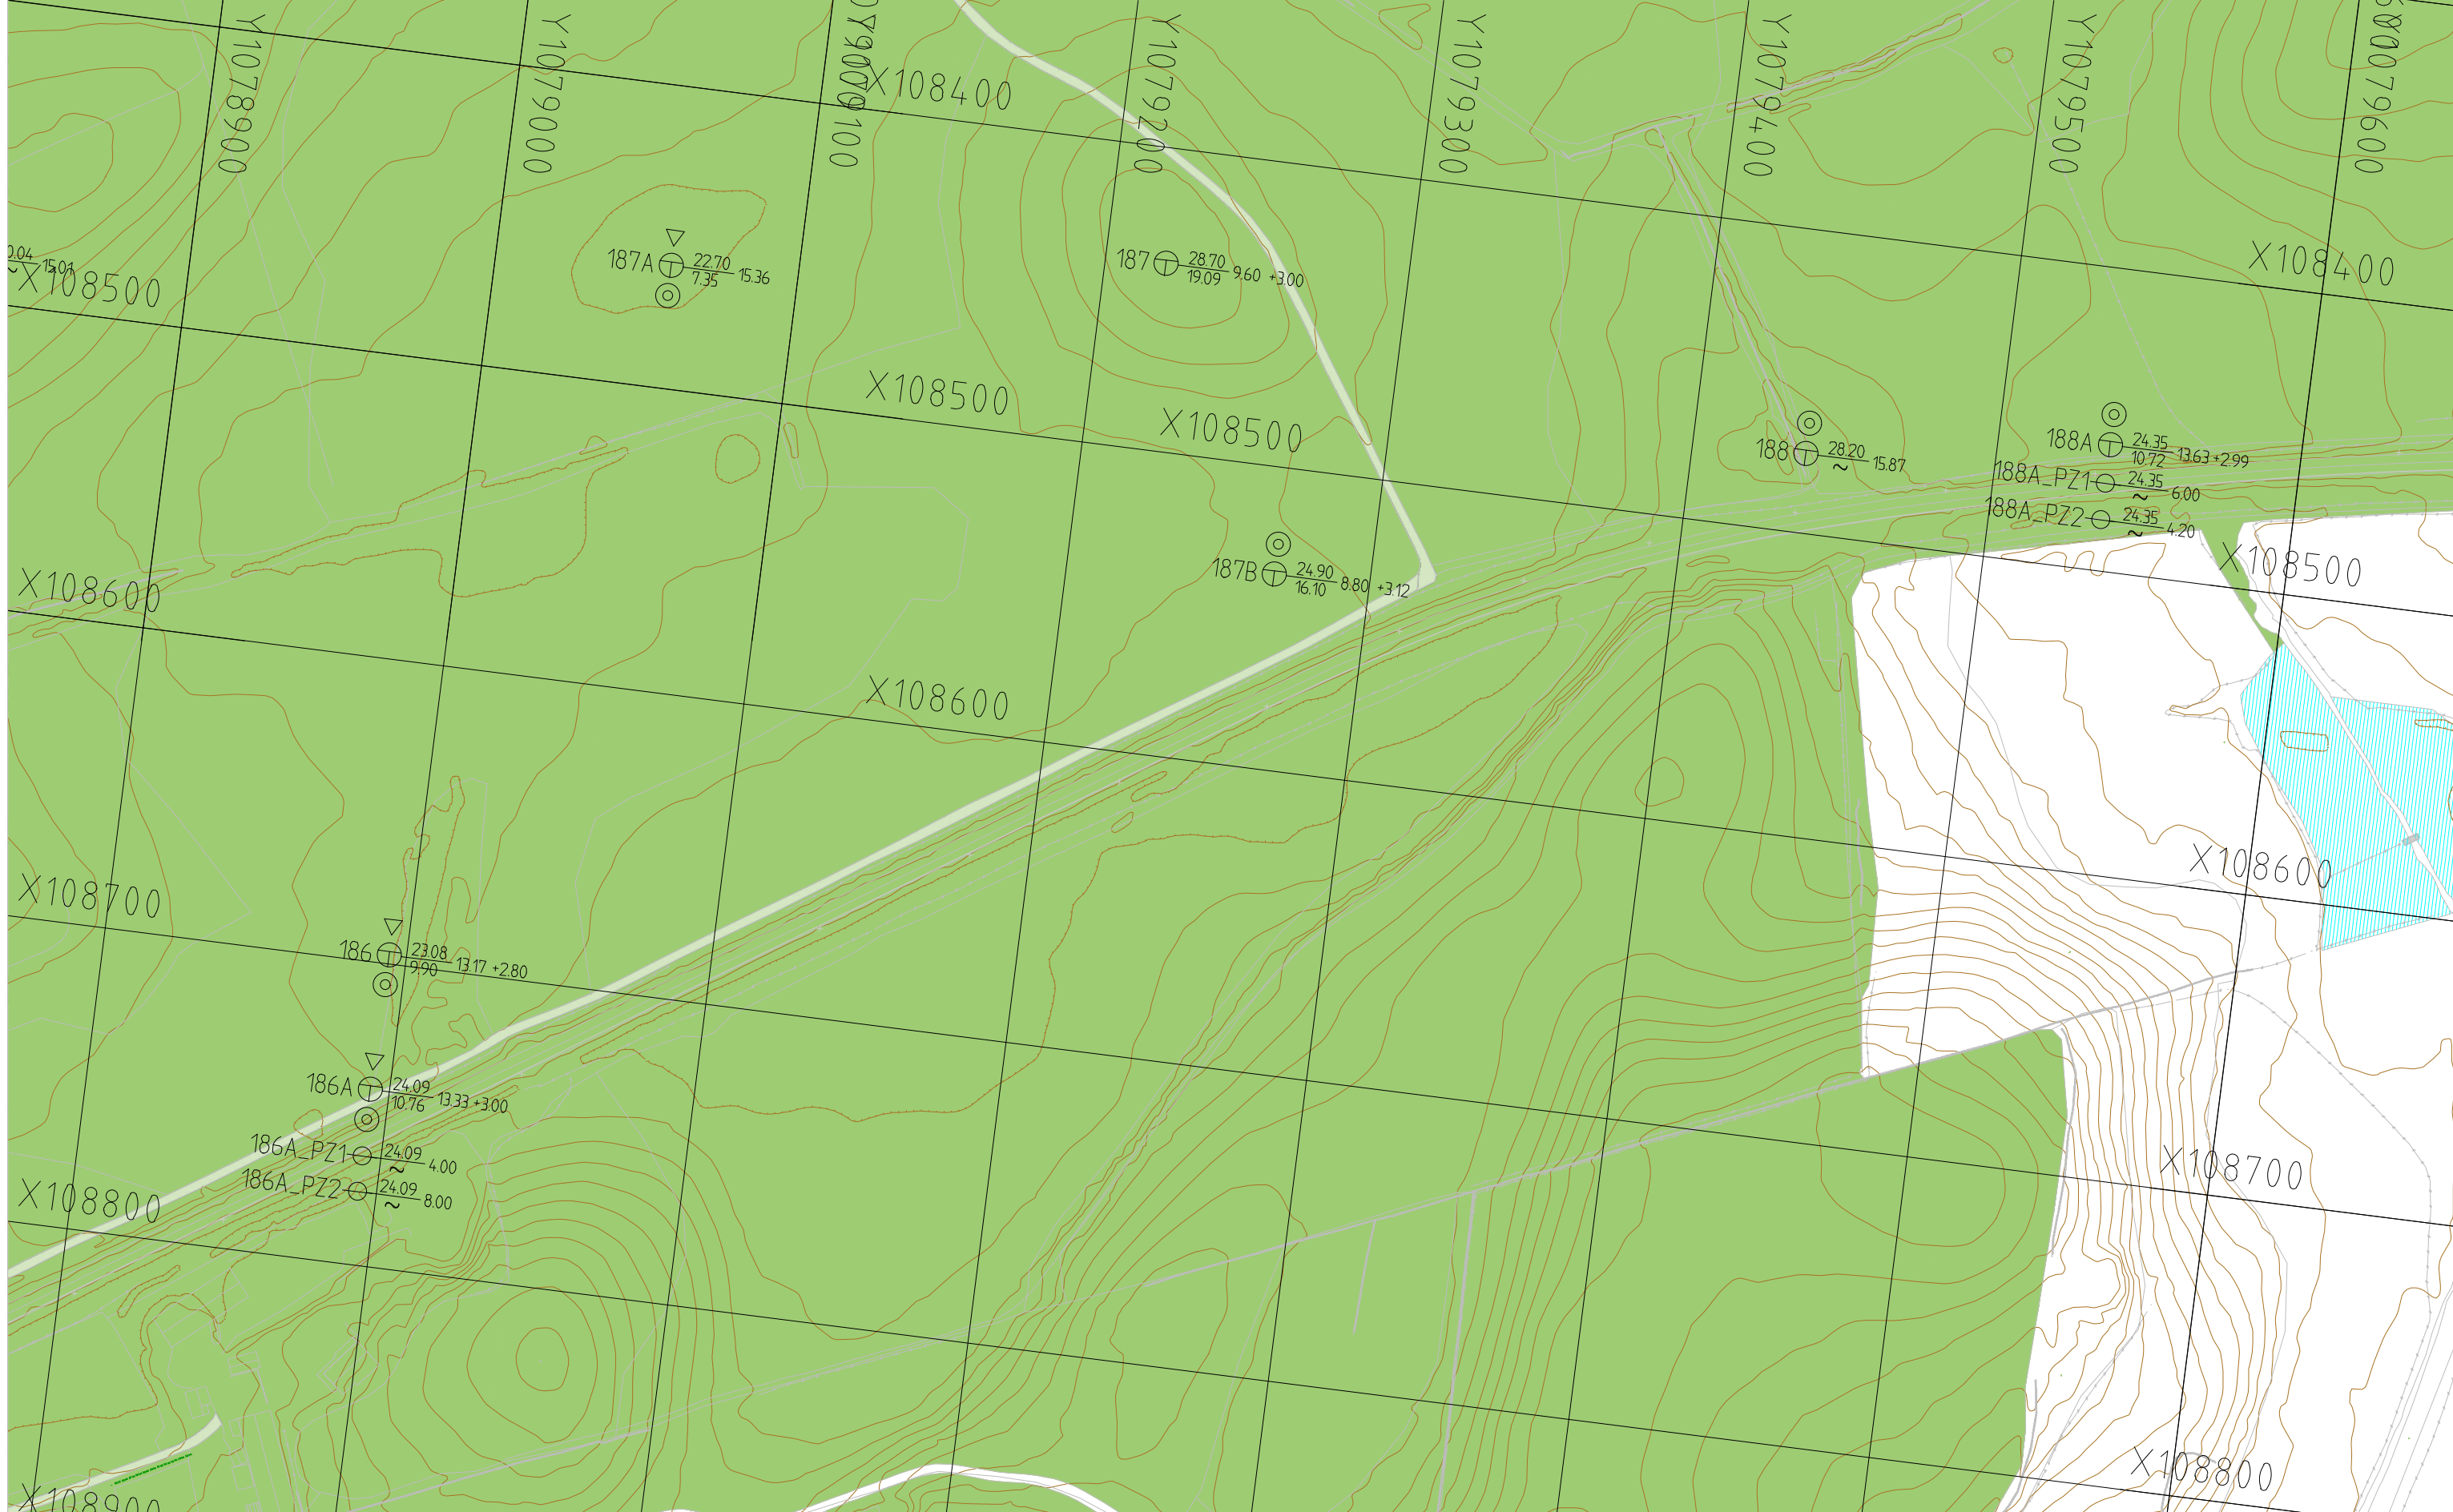 Y1078900
Y1079000
Y1079100
Y1079200
Y1079300
Y1079400
Y1079500
Y1079600
X108400
X108400
X108500
0.04
~ 15.01
187A 22.70 15.36
7.35
187 28.70 9.60 +3.00
19.09
X108500
X108500
188 28.20 15.87
~
188A 24.35 13.63 +2.99
10.72
188A_PZ1 24.35 6.00
~
188A_PZ2 24.35 4.20
~
X108500
187B 24.90 8.80 +3.12
16.10
X108600
X108600
X108600
X108700
186 23.08 13.17 +2.80
9.90
186A 24.09 13.33 +3.00
10.76
186A_PZ1 24.09 4.00
~
186A_PZ2 24.09 8.00
~
X108700
X108800
X108800
X108900